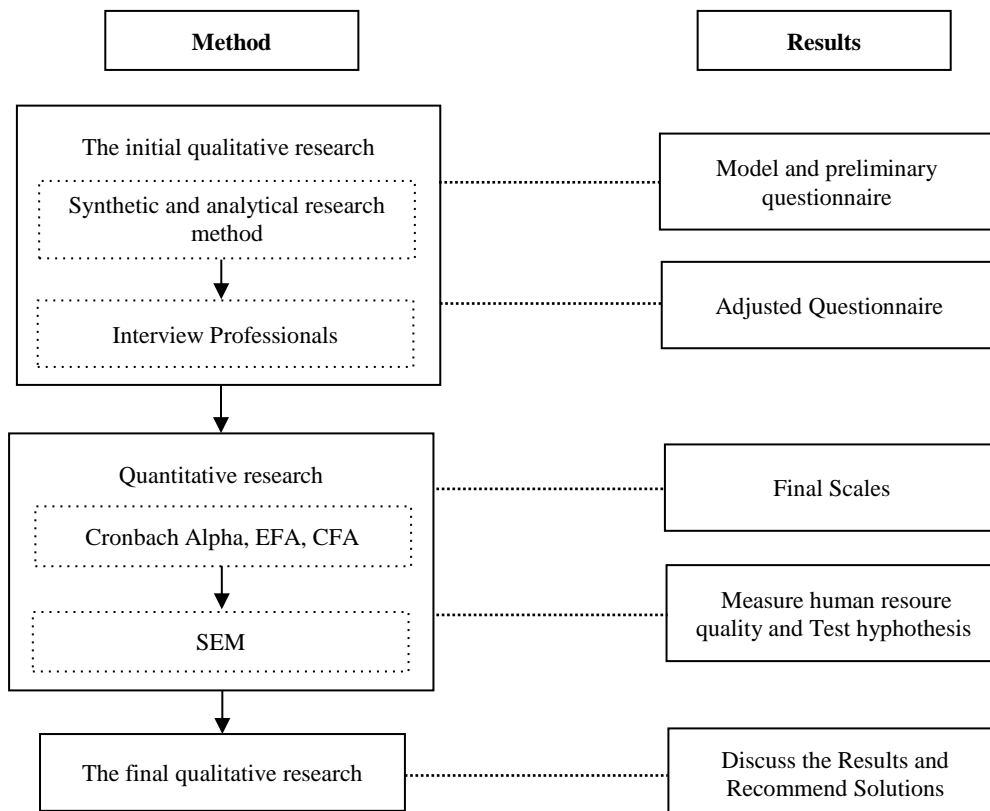 Method
Results
The initial qualitative research
Synthetic and analytical research
method
Interview Professionals
Model and preliminary
questionnaire
Adjusted Questionnaire
Quantitative research
Cronbach Alpha, EFA, CFA
SEM
Final Scales
Measure human resoure
quality and Test hyphothesis
The final qualitative research
Discuss the Results and
Recommend Solutions